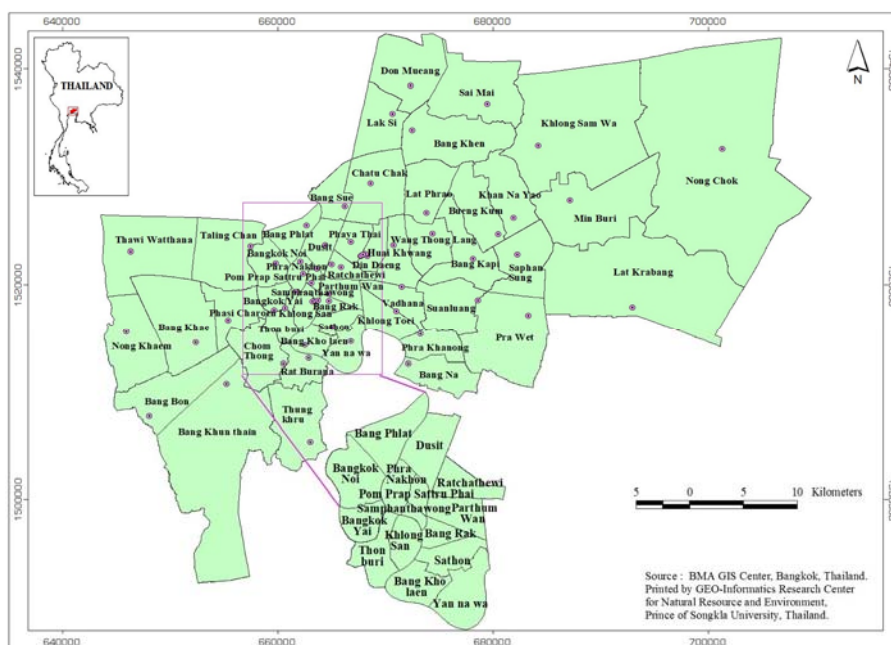 640000 660000 680000 700000
1540000
1520000
1500000
THAILAND
N
Don Mueang
Sai Mai
Lak Si
Bang Khen
Khlong Sam Wa
Nong Chok
Chatu Chak
Lat Phrao
Khan Na Yao
Bueng Kum
Min Buri
Bang Sue
Thawi Watthana
Taling Chan
Bang Phlat
Phaya Thai
Dusit
Wang Thong Lang
Bangkok Noi
Huai Khwang
Phra Nakhon
Din Daeng
Bang Kapi
Saphan
Sung
Lat Krabang
Pom Prap Sattru Phai
Ratchathewi
Parthum Wan
Samphanthawong
Bangkok Yai
Bang Rak
Vadhana
Suanluang
Phasi Charoen
Khlong San
Khlong Toei
Pra Wet
Nong Khaem
Bang Khae
Thon buri
Sathon
Chom
Thong
Bang Kho laen
Yan na wa
Phra Khanong
Rat Burana
Bang Na
Bang Bon
Bang Khun thain
Thung
khru
Bang Phlat
Dusit
Bangkok
Noi
Phra
Nakhon
Ratchathewi
Pom Prap Sattru Phai
Samphanthawong
Parthum
Wan
Bangkok
Yai
Khlong
San
Bang Rak
Thon
buri
Sathon
Bang Kho
laen
Yan na wa
5 0 5 10 Kilometers
Source : BMA GIS Center, Bangkok, Thailand.
Printed by GEO-Informatics Research Center
for Natural Resource and Environment,
Prince of Songkla University, Thailand.
640000 660000 680000 700000